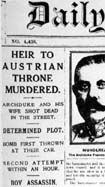 Daily
NO. 4,438.
HEIR TO
AUSTRIAN
THRONE
MURDERED.
ARCHDUKE AND HIS
WIFE SHOT DEAD
IN THE STREET.
DETERMINED PLOT.
BOMB FIRST THROWN
AT THEIR CAR.
SECOND ATTEMPT
WITHIN AN HOUR.
BOY ASSASSIN.